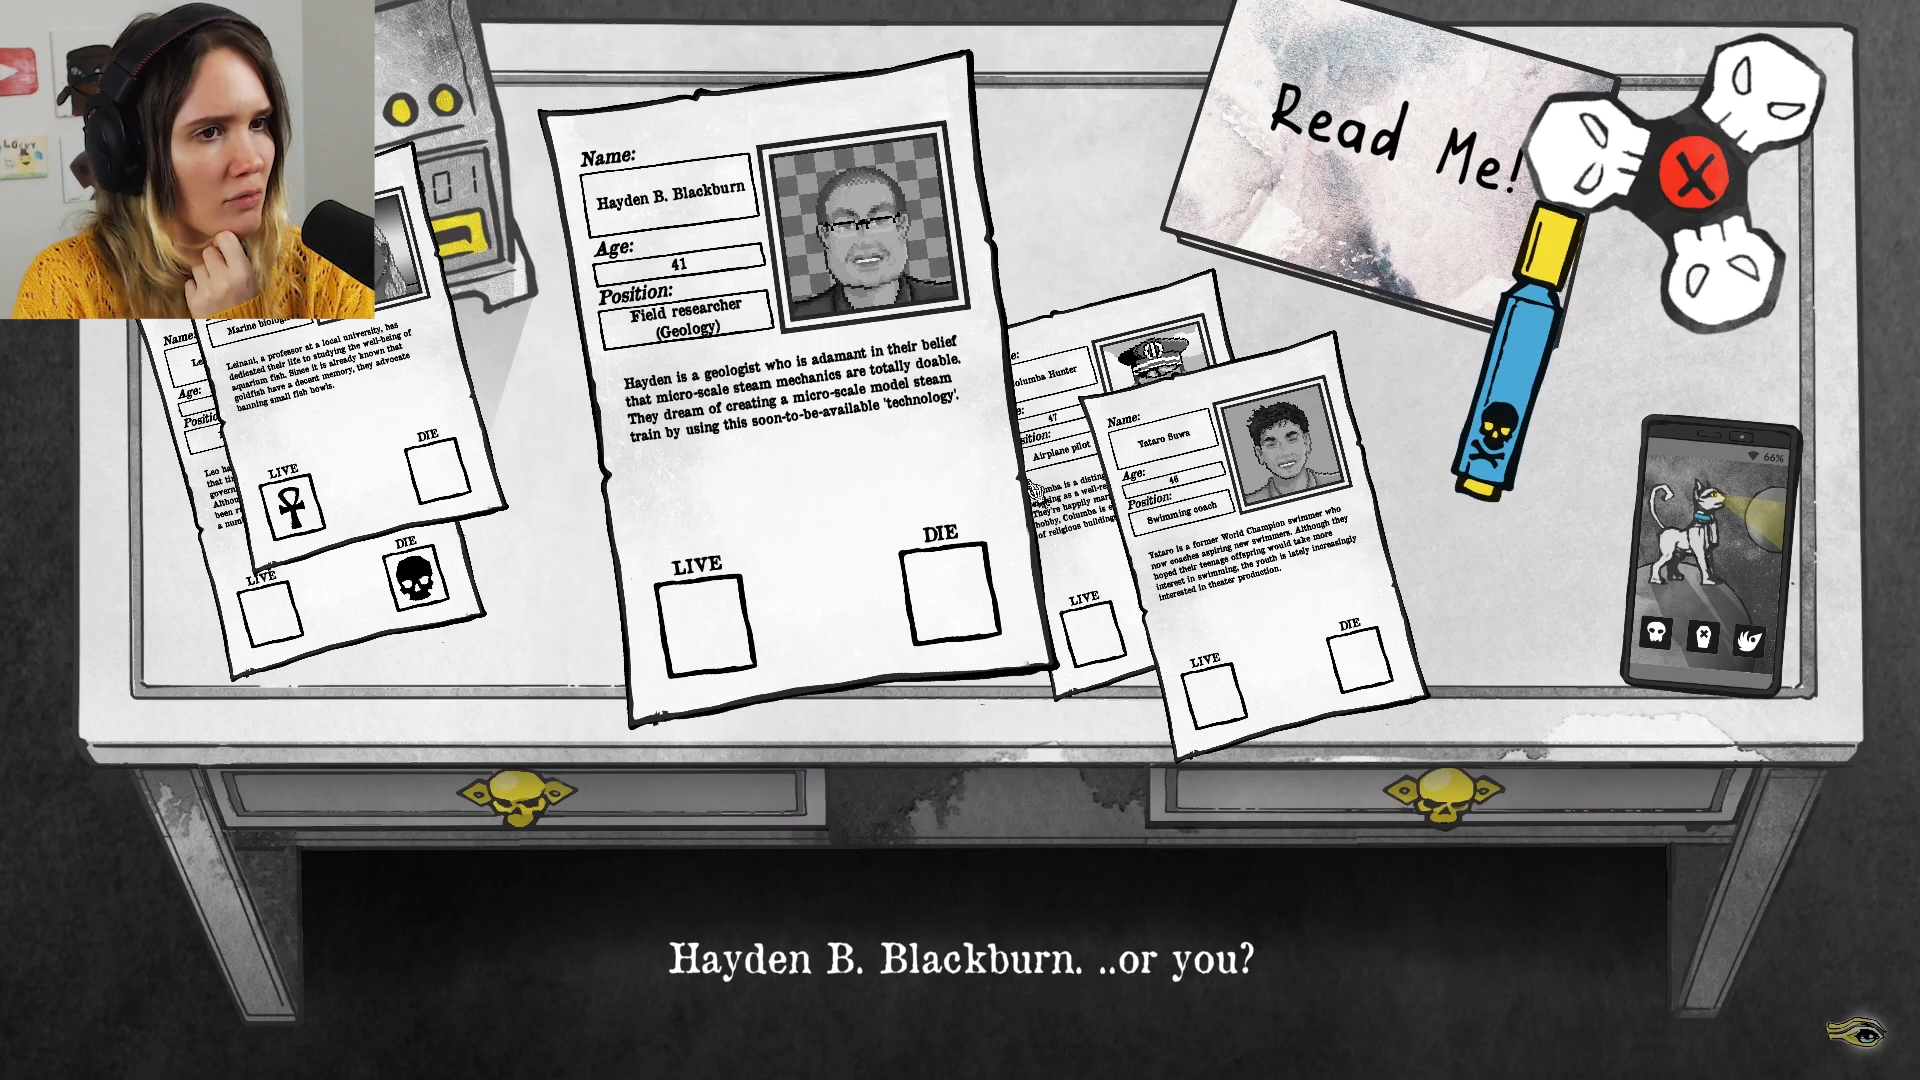 Read Me!
01
Name:
Hayden B. Blackburn
Age:
41
Position:
Field researcher
(Geology)
Hayden is a geologist who is adamant in their belief
that micro-scale steam mechanics are totally doable.
They dream of creating a micro-scale model steam
train by using this soon-to-be-available 'technology'.
LIVE
DIE
Name:
Age:
Leo
Marine
Leinani, a professor at a local university, has
dedicated their life to studying the well-being of
aquarium fish. Since it is already known that
goldfish have a decent memory, they advocate
banning small fish bowls.
LIVE
DIE
LIVE
DIE
Columba Hunter
47
Airplane pilot
LIVE
Name:
Yataro Suwa
Age:
46
Position:
Swimming coach
Yataro is a former World Champion swimmer who
now coaches aspiring new swimmers. Although they
hoped their teenage offspring would take more
interest in swimming, the youth is lately increasingly
interested in theater production.
LIVE
DIE
66%
X
Hayden B. Blackburn. ..or you?